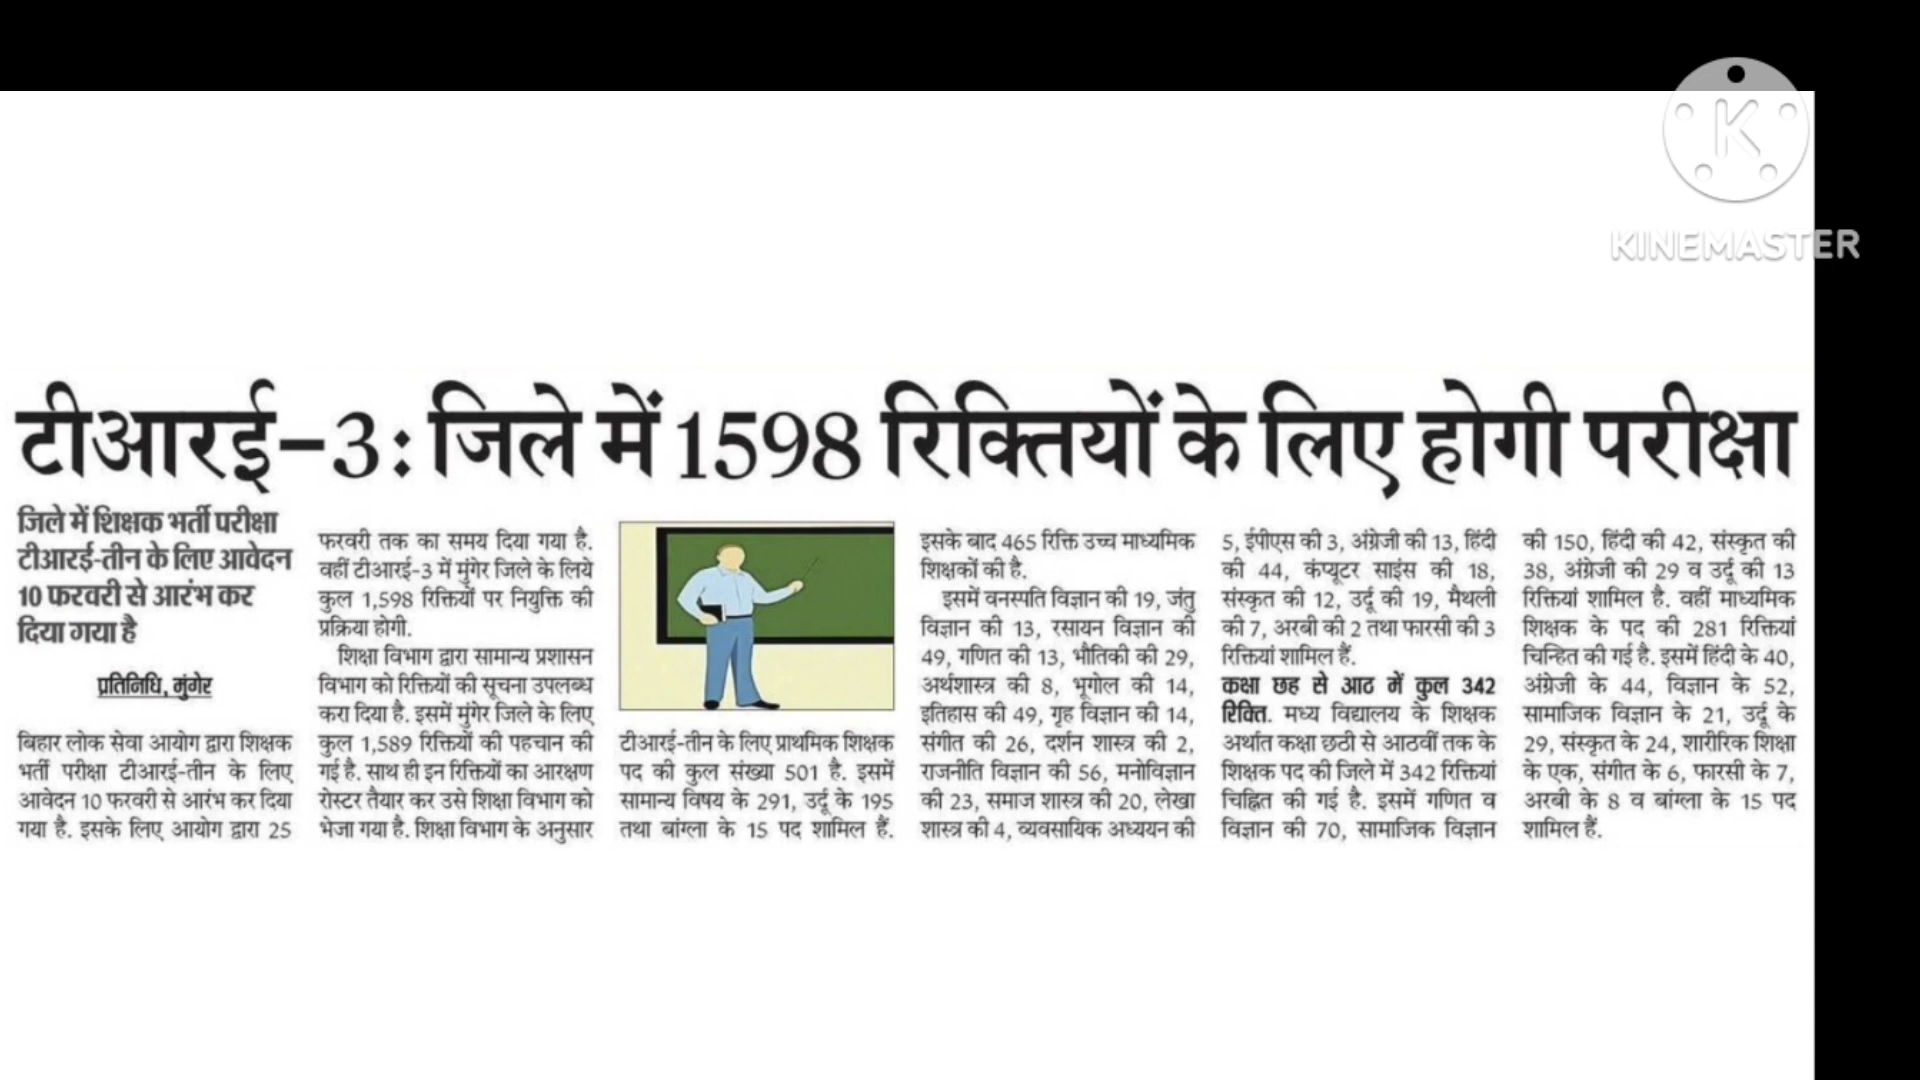 KINEMASTER
टीआरई-3: जिले में 1598 रिक्तियों के लिए होगी परीक्षा
जिले में शिक्षक भर्ती परीक्षा
टीआरई-तीन के लिए आवेदन
10 फरवरी से आरंभ कर
दिया गया है
प्रतिनिधि, मुंगेर
बिहार लोक सेवा आयोग द्वारा शिक्षक
भर्ती परीक्षा टीआरई-तीन के लिए
आवेदन 10 फरवरी से आरंभ कर दिया
गया है. इसके लिए आयोग द्वारा 25
फरवरी तक का समय दिया गया है.
वहीं टीआरई-3 में मुंगेर जिले के लिये
कुल 1,598 रिक्तियों पर नियुक्ति की
प्रक्रिया होगी.
शिक्षा विभाग द्वारा सामान्य प्रशासन
विभाग को रिक्तियों की सूचना उपलब्ध
करा दिया है. इसमें मुंगेर जिले के लिए
कुल 1,589 रिक्तियों की पहचान की
गई है. साथ ही इन रिक्तियों का आरक्षण
रोस्टर तैयार कर उसे शिक्षा विभाग को
भेजा गया है. शिक्षा विभाग के अनुसार
टीआरई-तीन के लिए प्राथमिक शिक्षक
पद की कुल संख्या 501 है. इसमें
सामान्य विषय के 291, उर्दू के 195
तथा बांग्ला के 15 पद शामिल हैं.
इसके बाद 465 रिक्ति उच्च माध्यमिक
शिक्षकों की है.
इसमें वनस्पति विज्ञान की 19, जंतु
विज्ञान की 13, रसायन विज्ञान की
49, गणित की 13, भौतिकी की 29,
अर्थशास्त्र की 8, भूगोल की 14,
इतिहास की 49, गृह विज्ञान की 14,
संगीत की 26, दर्शन शास्त्र की 2,
राजनीति विज्ञान की 56, मनोविज्ञान
की 23, समाज शास्त्र की 20, लेखा
शास्त्र की 4, व्यवसायिक अध्ययन की
5, ईपीएस की 3, अंग्रेजी की 13, हिंदी
की 44, कंप्यूटर साइंस की 18,
संस्कृत की 12, उर्दू की 19, मैथली
की 7, अरबी की 2 तथा फारसी की 3
रिक्तियां शामिल हैं.
कक्षा छह से आठ में कुल 342
रिक्ति. मध्य विद्यालय के शिक्षक
अर्थात कक्षा छठी से आठवीं तक के
शिक्षक पद की जिले में 342 रिक्तियां
चिह्नित की गई है. इसमें गणित व
विज्ञान की 70, सामाजिक विज्ञान
की 150, हिंदी की 42, संस्कृत की
38, अंग्रेजी की 29 व उर्दू की 13
रिक्तियां शामिल है. वहीं माध्यमिक
शिक्षक के पद की 281 रिक्तियां
चिन्हित की गई है. इसमें हिंदी के 40,
अंग्रेजी के 44, विज्ञान के 52,
सामाजिक विज्ञान के 21, उर्दू के
29, संस्कृत के 24, शारीरिक शिक्षा
के एक, संगीत के 6, फारसी के 7,
अरबी के 8 व बांग्ला के 15 पद
शामिल हैं.